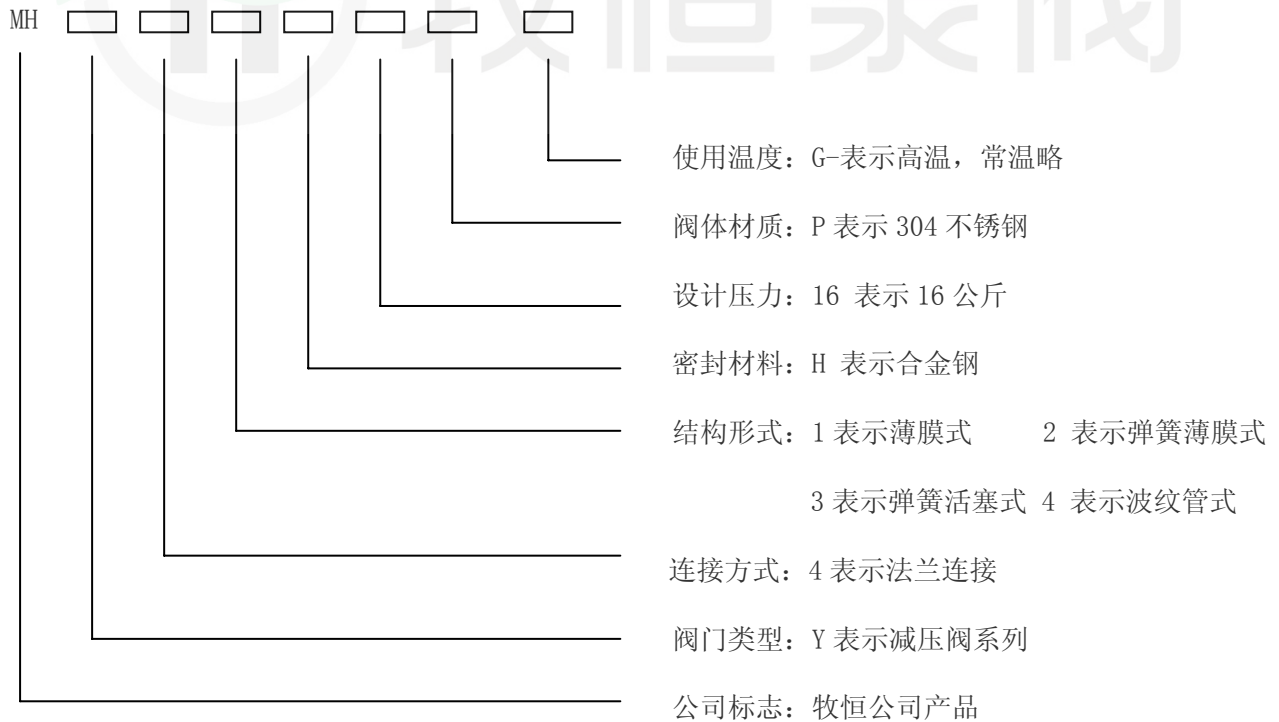 牧恒泵阀
MH
使用温度：G-表示高温，常温略
阀体材质：P 表示 304 不锈钢
设计压力：16 表示 16 公斤
密封材料：H 表示合金钢
结构形式：1 表示薄膜式 2 表示弹簧薄膜式
3 表示弹簧活塞式 4 表示波纹管式
连接方式：4 表示法兰连接
阀门类型：Y 表示减压阀系列
公司标志：牧恒公司产品